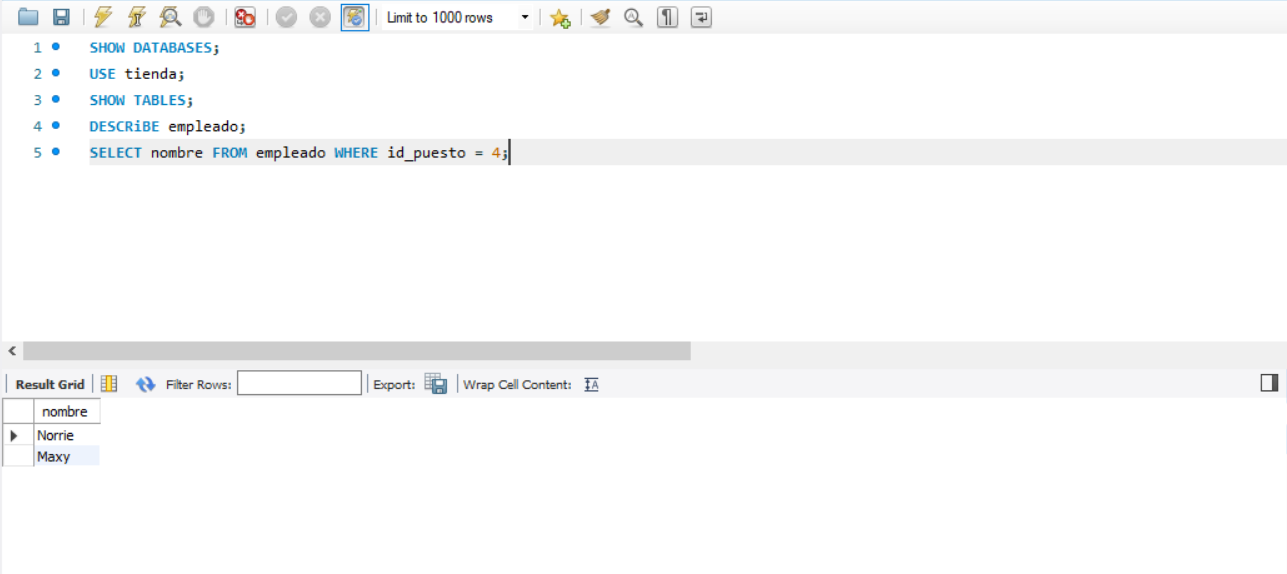 Limit to 1000 rows
1 SHOW DATABASES;
2 USE tienda;
3 SHOW TABLES;
4 DESCRiBE empleado;
5 SELECT nombre FROM empleado WHERE id_puesto = 4;
Result Grid Filter Rows: Export: Wrap Cell Content: IA
nombre
Norrie
Maxy